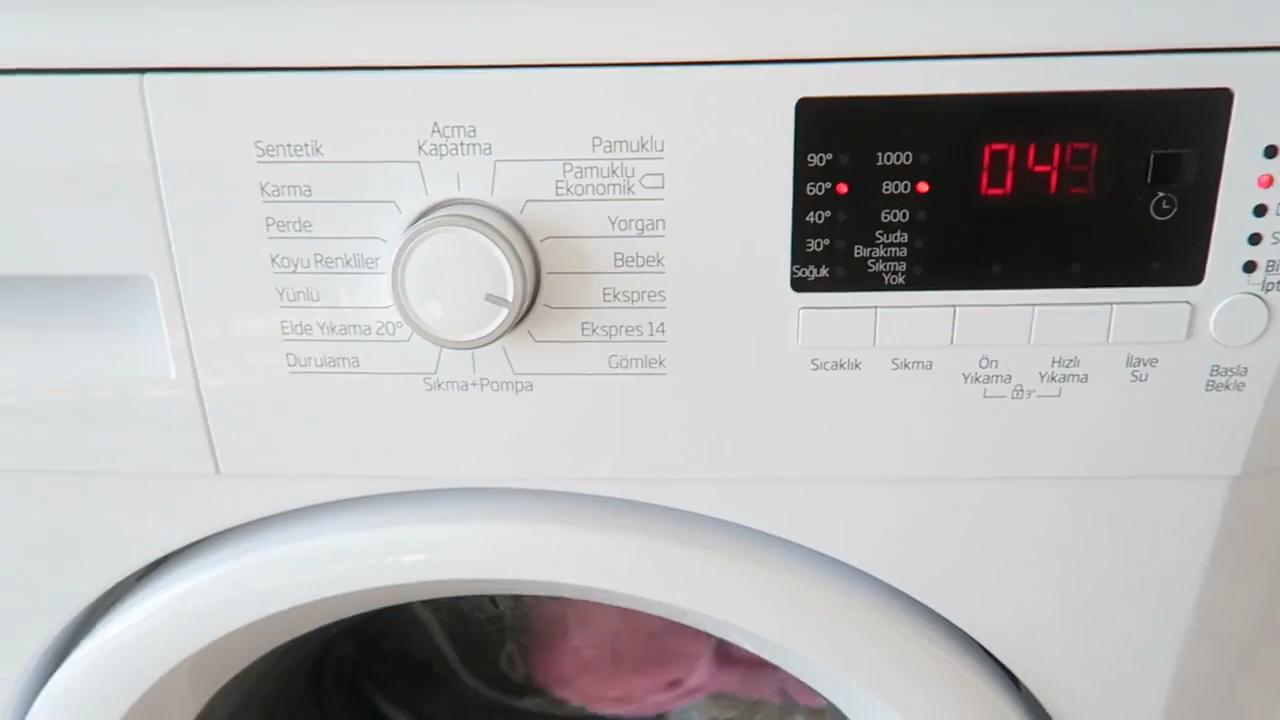 Açma
Kapatma
Sentetik
Karma
Perde
Koyu Renkliler
Yünlü
Elde Yıkama 20°
Durulama
Sıkma+Pompa
Pamuklu
Pamuklu
Ekonomik
Yorgan
Bebek
Ekspres
Ekspres 14
Gömlek
90° 1000
60° 800
40° 600
30° Suda
Bırakma
Soğuk Sıkma
Yok
04
Sıcaklık
Sıkma
Ön
Yıkama
Hızlı
Yıkama
3"
İlave
Su
Başla
Bekle